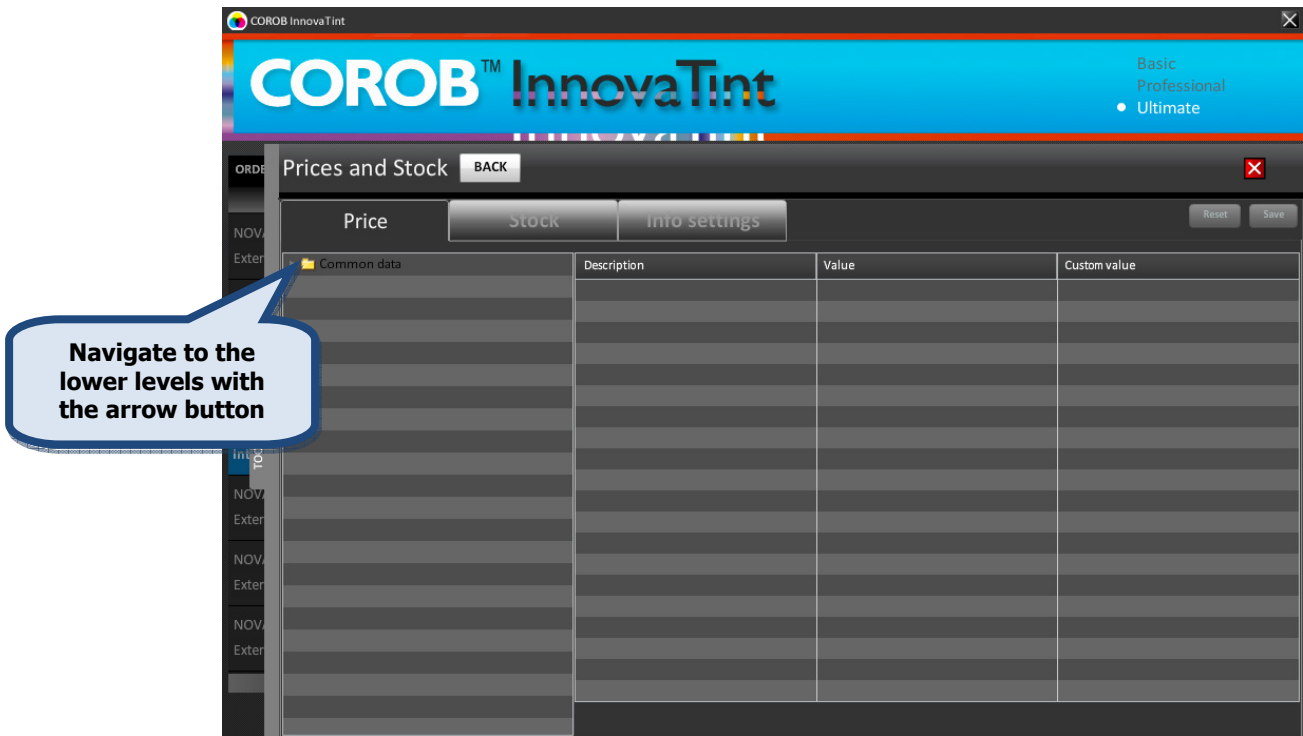 COROB InnovaTint
COROB™ InnovaTint
Basic
Professional
Ultimate
Prices and Stock
BACK
Price
Stock
Info settings
Reset
Save
Common data
Description
Value
Custom value
Navigate to the
lower levels with
the arrow button